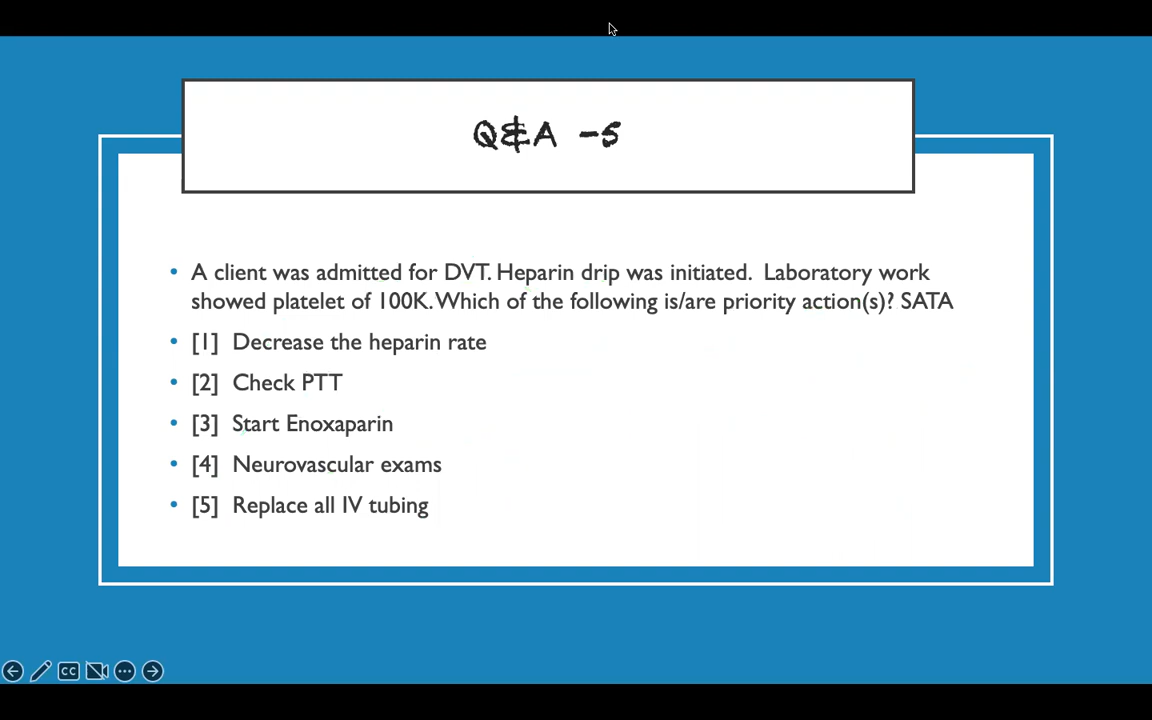 Q&A -5
• A client was admitted for DVT. Heparin drip was initiated.  Laboratory work
showed platelet of 100K. Which of the following is/are priority action(s)? SATA
• [1]  Decrease the heparin rate
• [2]  Check PTT
• [3]  Start Enoxaparin
• [4]  Neurovascular exams
• [5]  Replace all IV tubing
CC